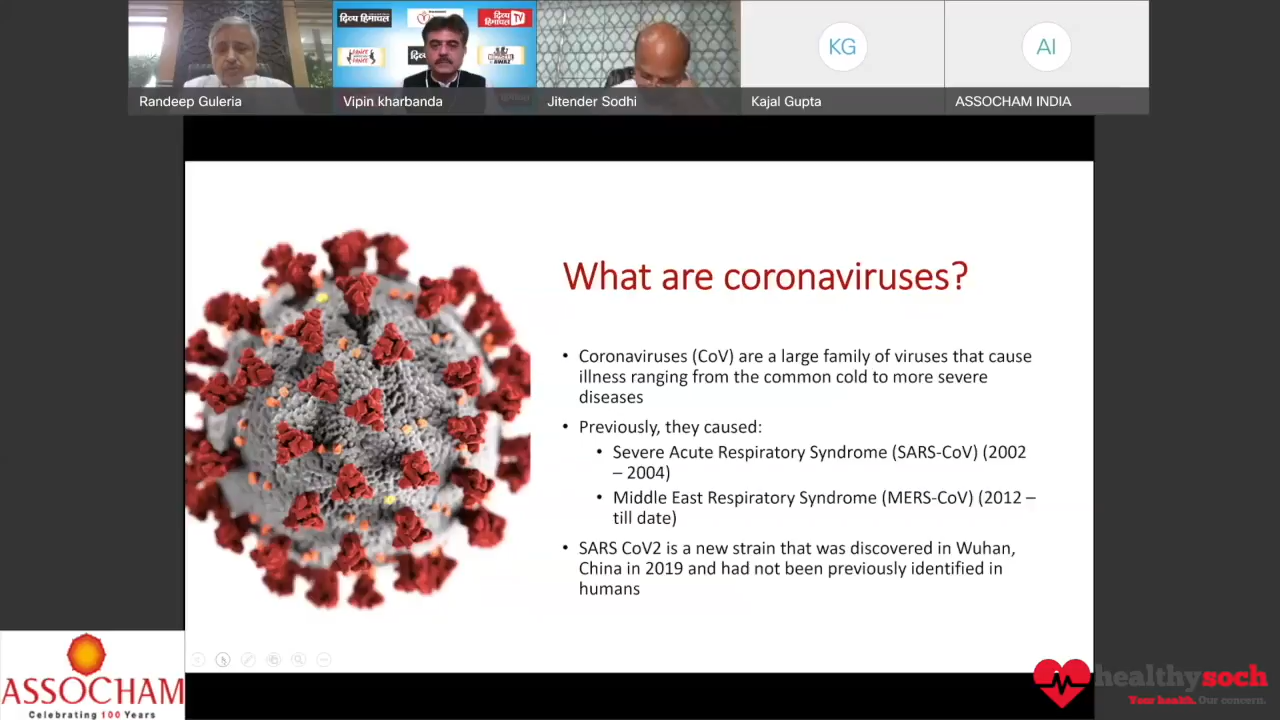 दिव्य हिमाचल
दिव्य हिमाचल TV
Randeep Guleria
Vipin kharbanda
Jitender Sodhi
KG
Kajal Gupta
AI
ASSOCHAM INDIA
What are coronaviruses?
• Coronaviruses (CoV) are a large family of viruses that cause
illness ranging from the common cold to more severe
diseases
• Previously, they caused:
• Severe Acute Respiratory Syndrome (SARS-CoV) (2002
– 2004)
• Middle East Respiratory Syndrome (MERS-CoV) (2012 –
till date)
• SARS CoV2 is a new strain that was discovered in Wuhan,
China in 2019 and had not been previously identified in
humans
ASSOCHAM
Celebrating 100 Years
healthysoch
Your health. Our concern.